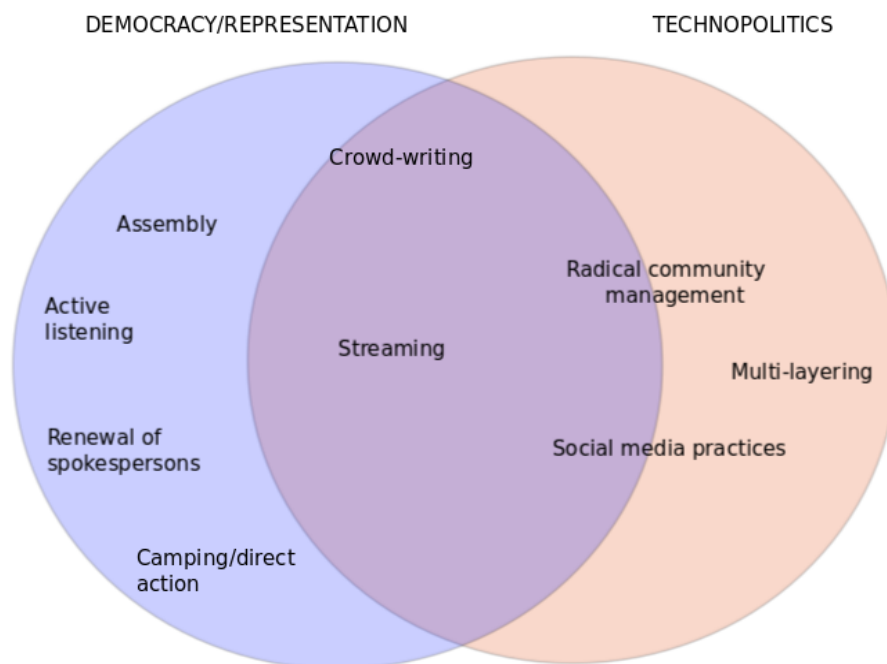 DEMOCRACY/REPRESENTATION
TECHNOPOLITICS
Crowd-writing
Assembly
Radical community
management
Active
listening
Streaming
Multi-layering
Renewal of
spokespersons
Social media practices
Camping/direct
action